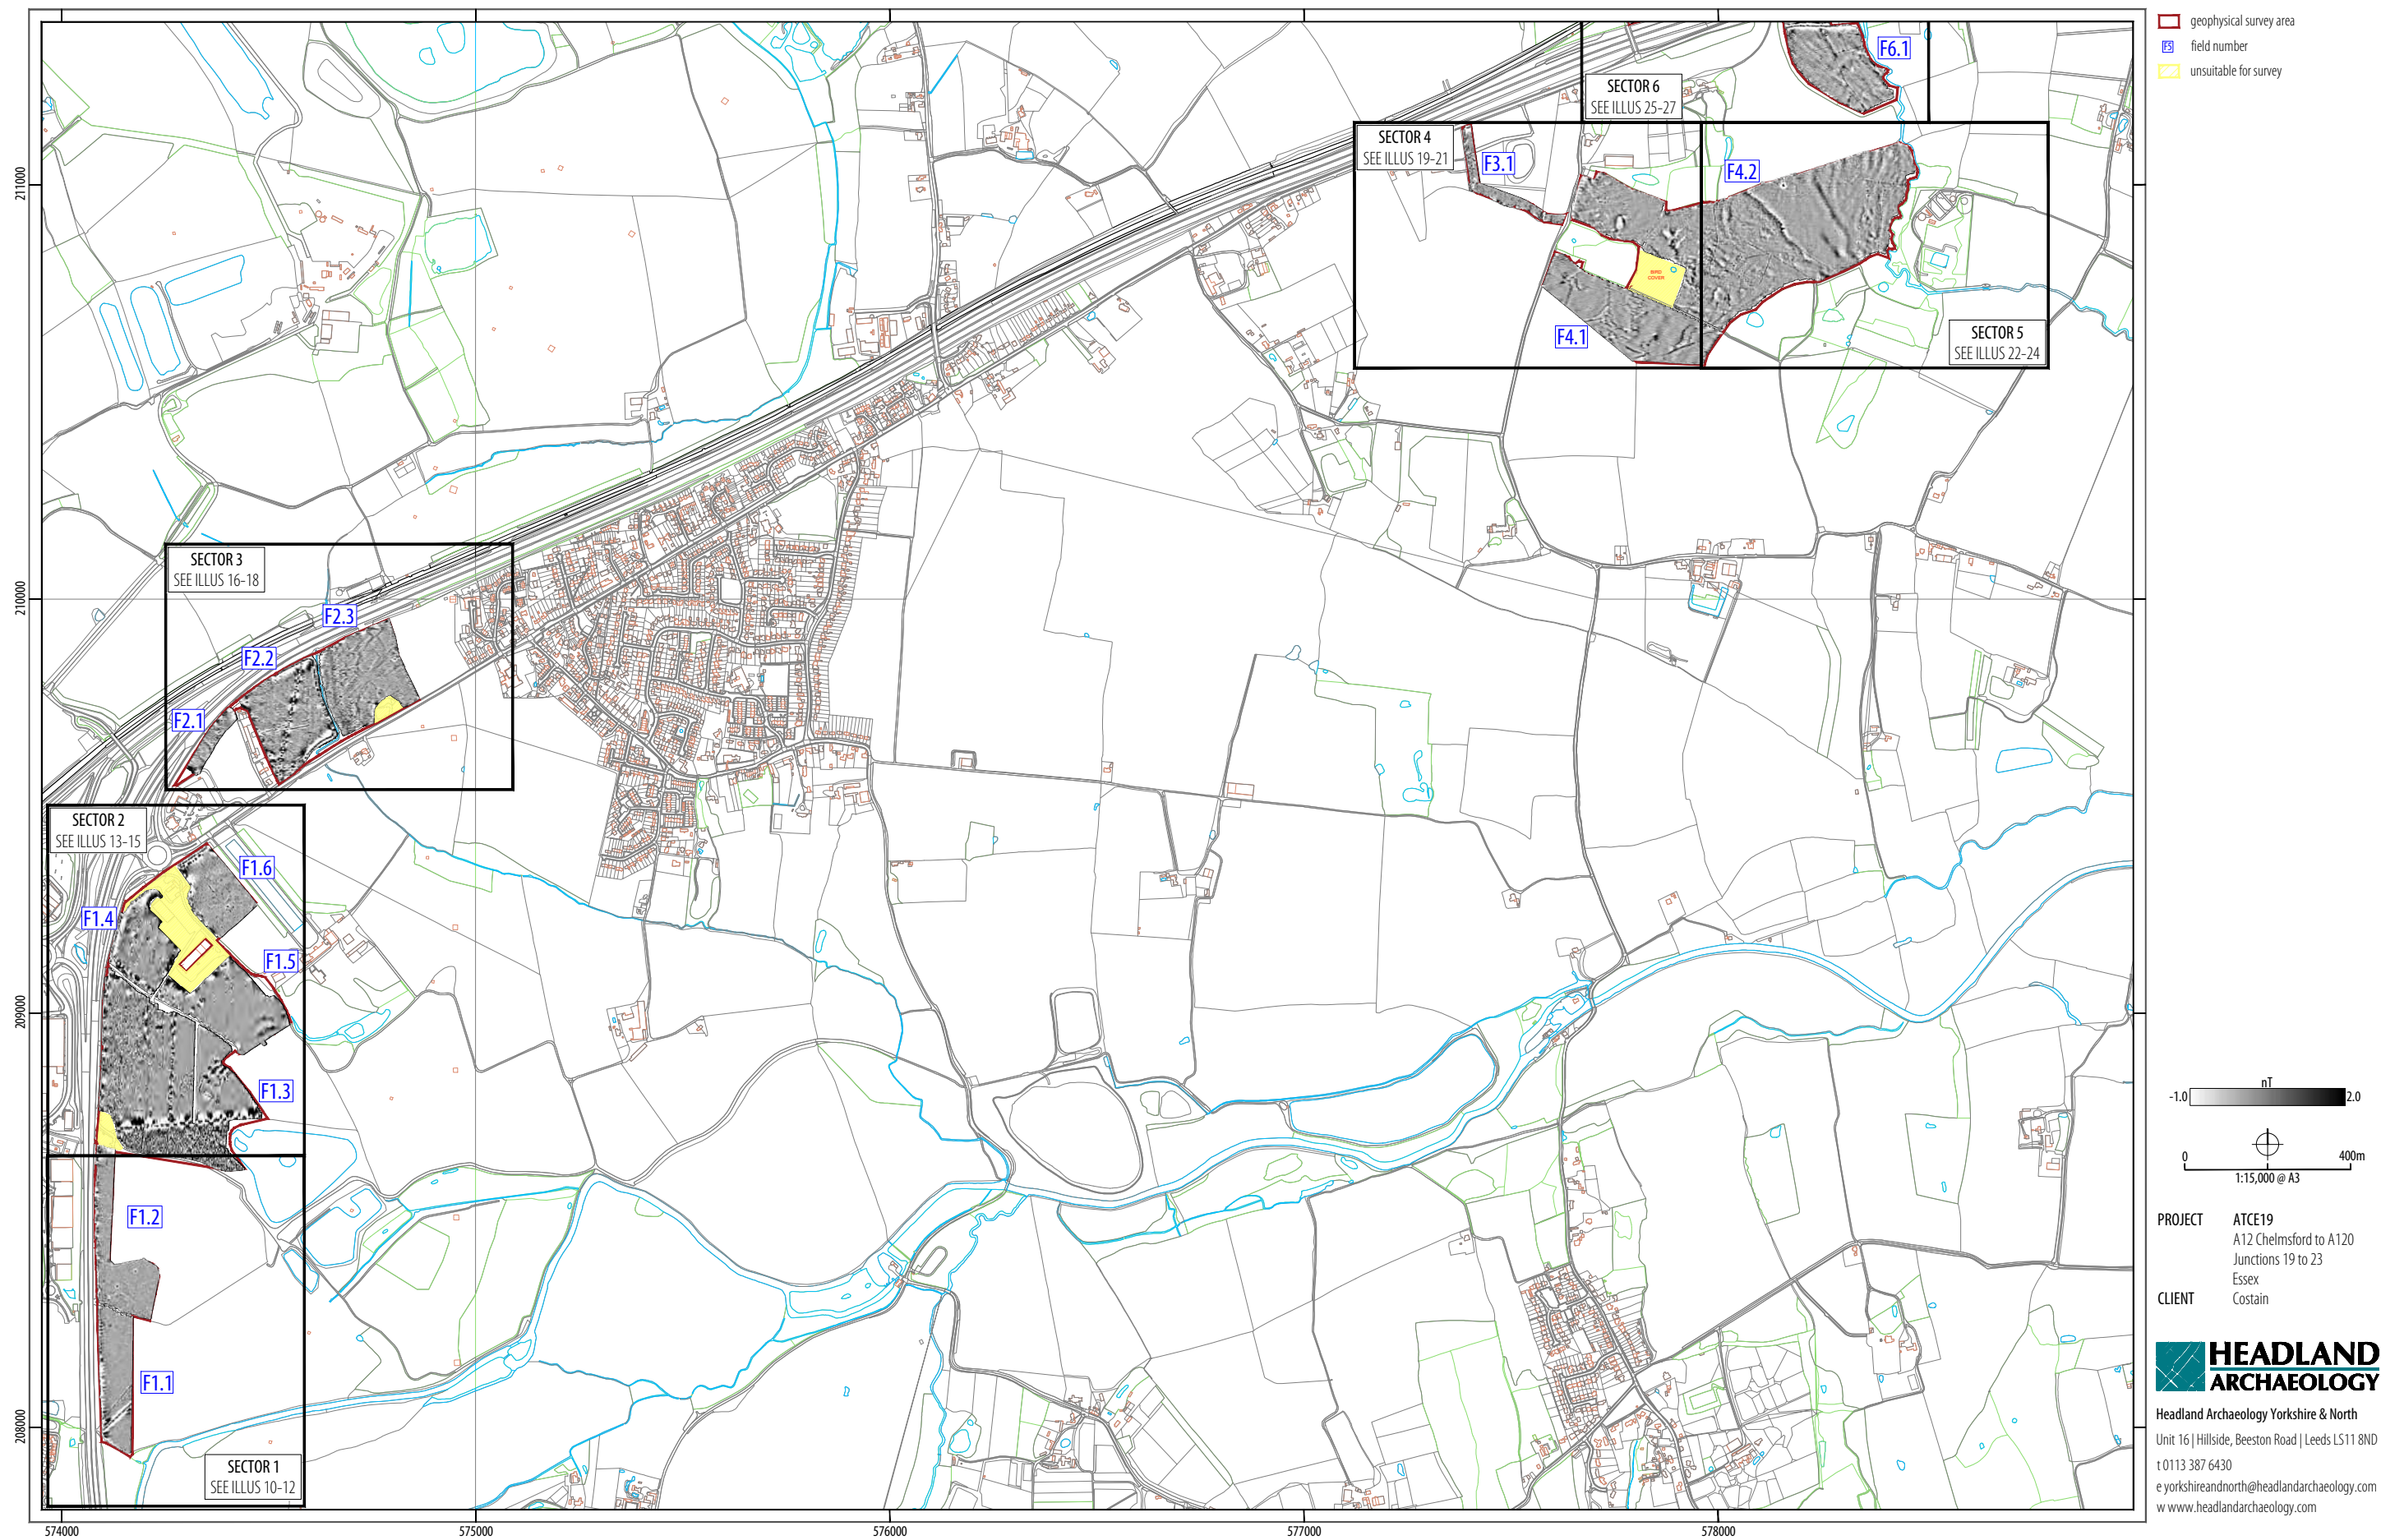 geophysical survey area
F5 field number
unsuitable for survey
F6.1
SECTOR 6
SEE ILLUS 25-27
SECTOR 4
SEE ILLUS 19-21
F3.1
F4.2
BIRD
COVER
F4.1
SECTOR 5
SEE ILLUS 22-24
211000
SECTOR 3
SEE ILLUS 16-18
210000
F2.3
F2.2
F2.1
SECTOR 2
SEE ILLUS 13-15
F1.6
F1.4
F1.5
209000
F1.3
F1.2
F1.1
208000
SECTOR 1
SEE ILLUS 10-12
574000
575000
576000
577000
578000
nT
-1.0
2.0
0
400m
1:15,000 @ A3
PROJECT ATCE19
A12 Chelmsford to A120
Junctions 19 to 23
Essex
CLIENT Costain
HEADLAND
ARCHAEOLOGY
Headland Archaeology Yorkshire & North
Unit 16 | Hillside, Beeston Road | Leeds LS11 8ND
t 0113 387 6430
e yorkshireandnorth@headlandarchaeology.com
w www.headlandarchaeology.com